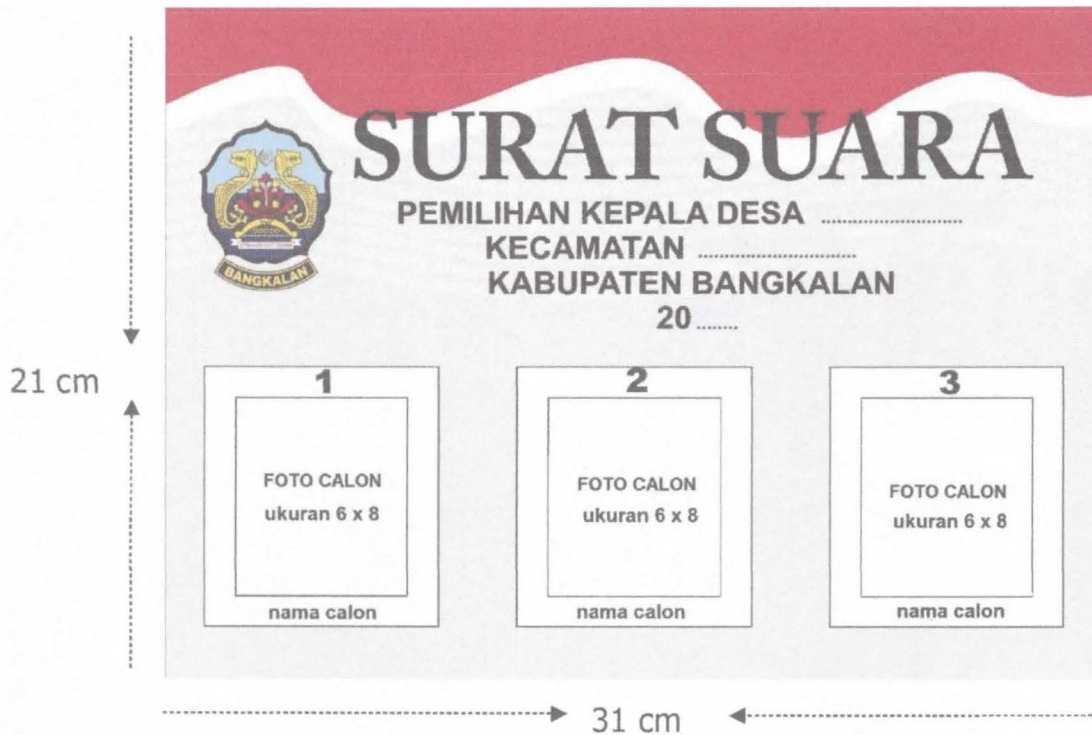 SURAT SUARA
PEMILIHAN KEPALA DESA ......................
KECAMATAN ..........................
KABUPATEN BANGKALAN
20 .......
BANGKALAN
21 cm
1
FOTO CALON
ukuran 6 x 8
nama calon
2
FOTO CALON
ukuran 6 x 8
nama calon
3
FOTO CALON
ukuran 6 x 8
nama calon
31 cm